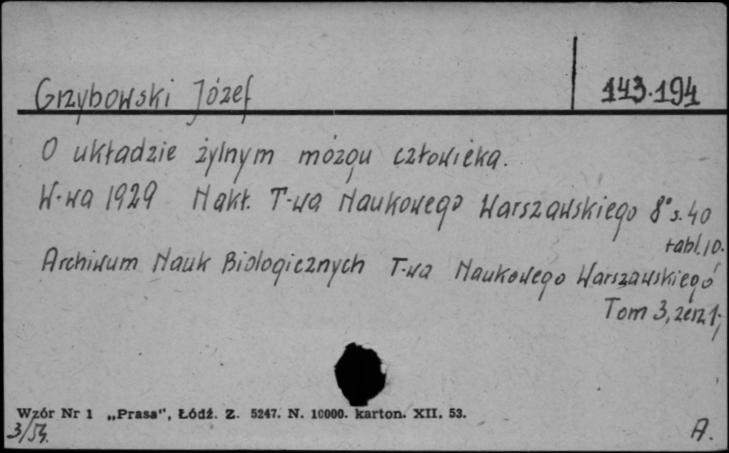 Grzybowski Józef 143.194
O układzie żylnym mózgu człowieka.
W-wa 1929 Nakł. T-wa Naukowego Warszawskiego 8° s. 40
tabl. 10.
Archiwum Nauk Biologicznych T-wa Naukowego Warszawskiego
Tom 3, zesz. 1;
Wzór Nr 1 „Prasa", Łódź. Z. 5247. N. 10000. karton. XII. 53.
3/54. A.